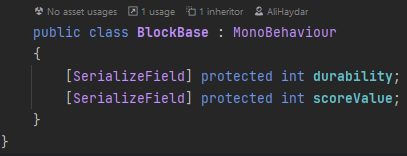 No asset usages 1 usage 1 inheritor AliHaydar
public class BlockBase : MonoBehaviour
{
[SerializeField] protected int durability;
[SerializeField] protected int scoreValue;
}
}